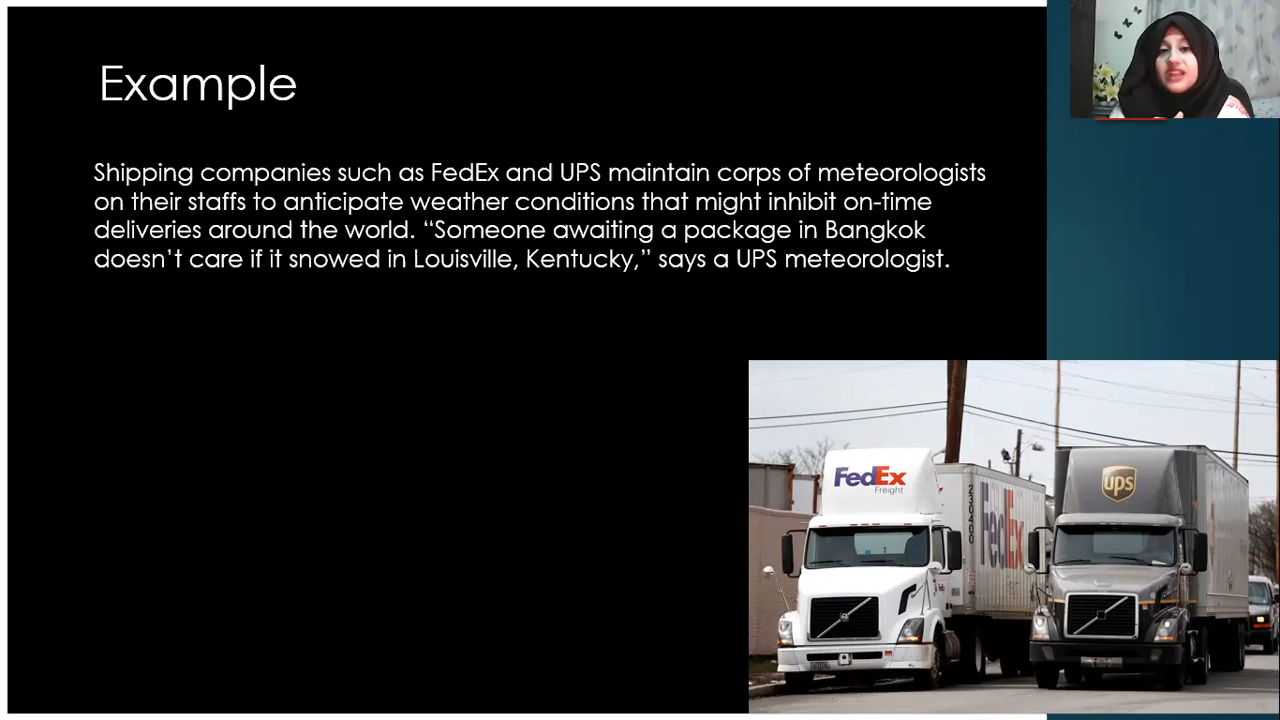 Example
Shipping companies such as FedEx and UPS maintain corps of meteorologists
on their staffs to anticipate weather conditions that might inhibit on-time
deliveries around the world. “Someone awaiting a package in Bangkok
doesn’t care if it snowed in Louisville, Kentucky,” says a UPS meteorologist.
FedEx
Freight
FedEx
ups